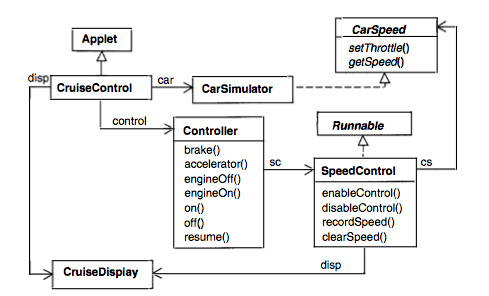 Applet
CarSpeed
setThrottle()
getSpeed()
disp
CruiseControl
car
CarSimulator
control
Controller
brake()
accelerator()
engineOff()
engineOn()
on()
off()
resume()
sc
Runnable
SpeedControl
cs
enableControl()
disableControl()
recordSpeed()
clearSpeed()
disp
CruiseDisplay